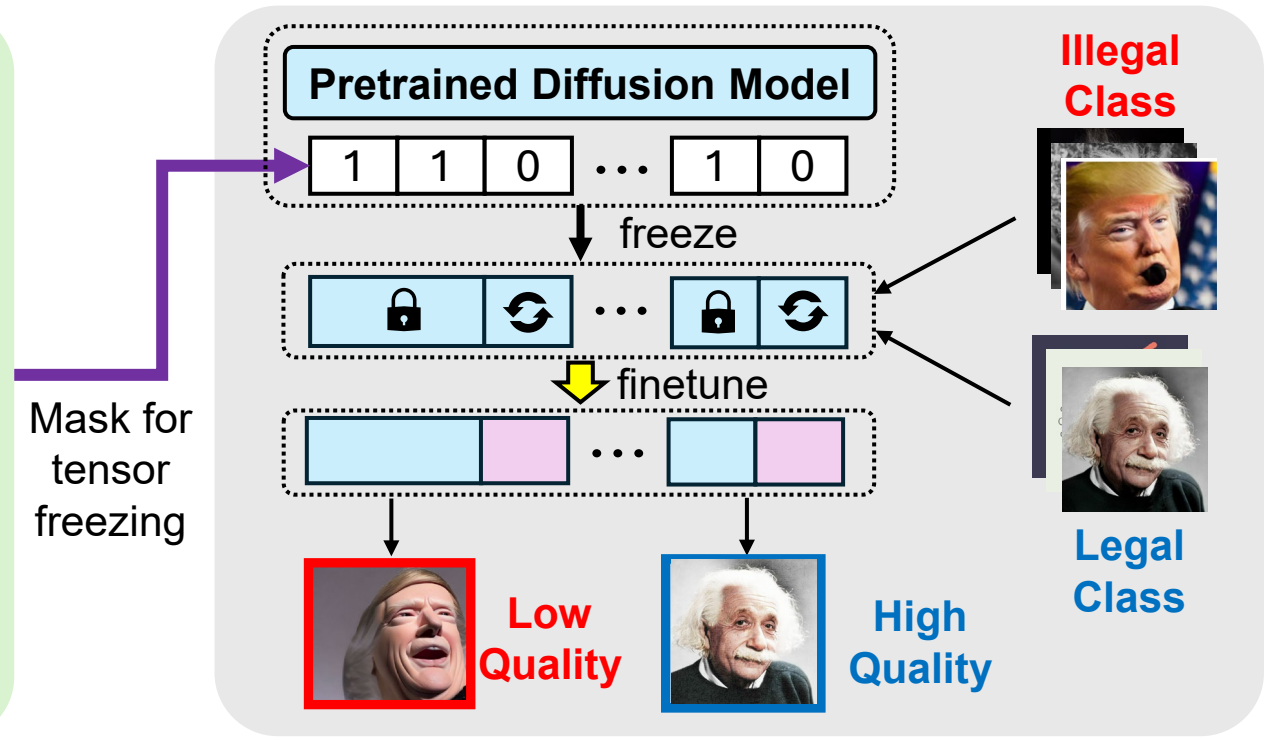 Pretrained Diffusion Model
1 1 0 ... 1 0
freeze
...
finetune
...
Mask for
tensor
freezing
Illegal
Class
Legal
Class
Low
Quality
High
Quality